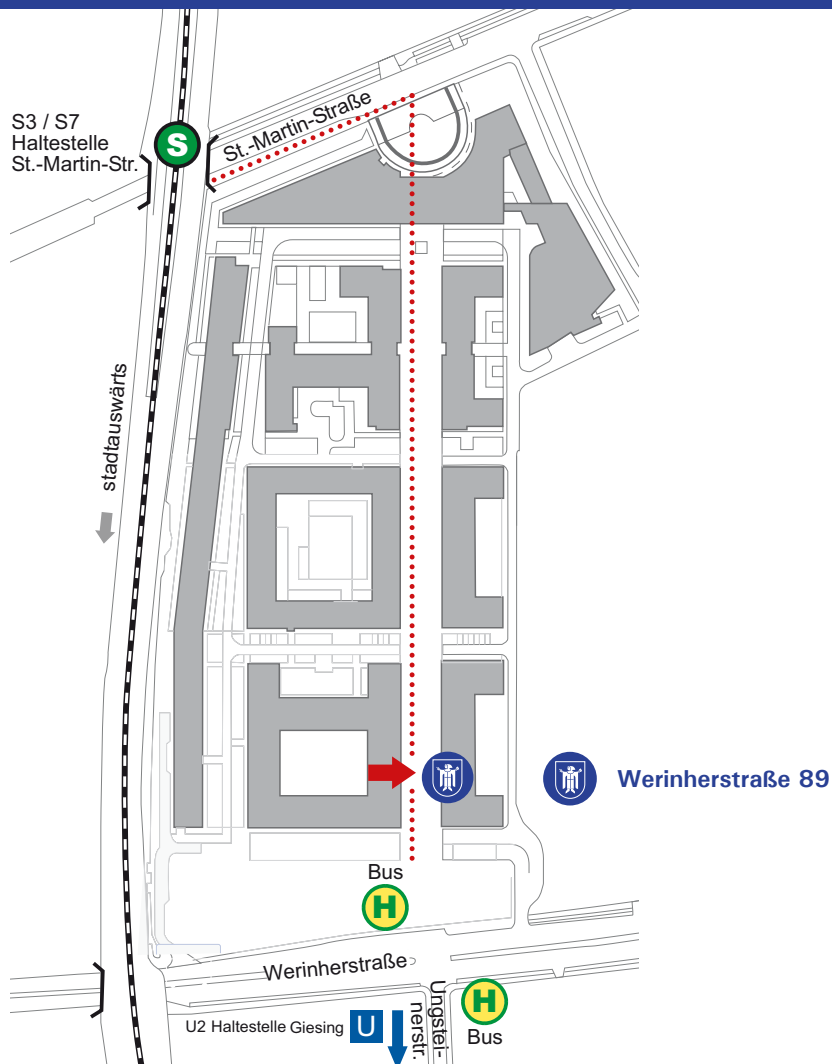 S3 / S7
Haltestelle
St.-Martin-Str.
S
St.-Martin-Straße
stadtauswärts
Werinherstraße 89
Bus
H
Werinherstraße
H
Bus
U2 Haltestelle Giesing U
Ungstei-
nerstr.